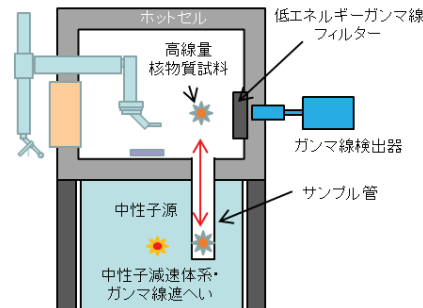 ホットセル
低エネルギーガンマ線
フィルター
高線量
核物質試料
ガンマ線検出器
サンプル管
中性子源
中性子減速体系・
ガンマ線遮へい